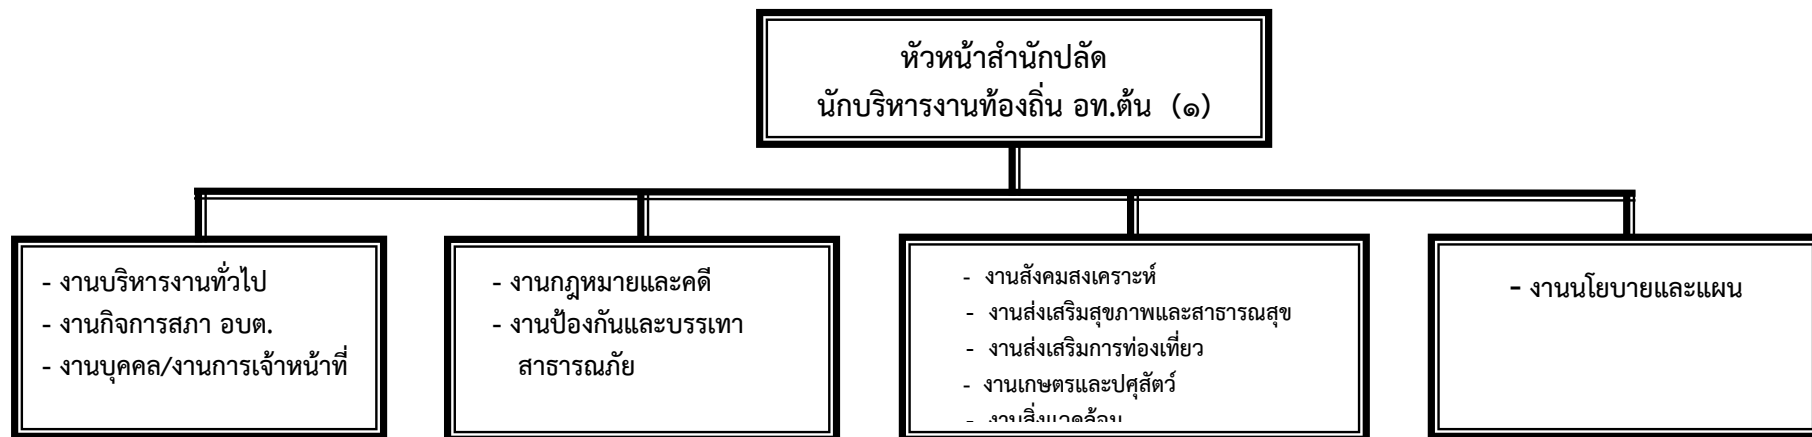 หัวหน้าสำนักปลัด
นักบริหารงานท้องถิ่น อท.ต้น (๑)
- งานบริหารงานทั่วไป
- งานกิจการสภา อบต.
- งานบุคคล/งานการเจ้าหน้าที่
- งานกฎหมายและคดี
- งานป้องกันและบรรเทา
สาธารณภัย
- งานสังคมสงเคราะห์
- งานส่งเสริมสุขภาพและสาธารณสุข
- งานส่งเสริมการท่องเที่ยว
- งานเกษตรและปศุสัตว์
- งานสิ่งแวดล้อม
- งานนโยบายและแผน